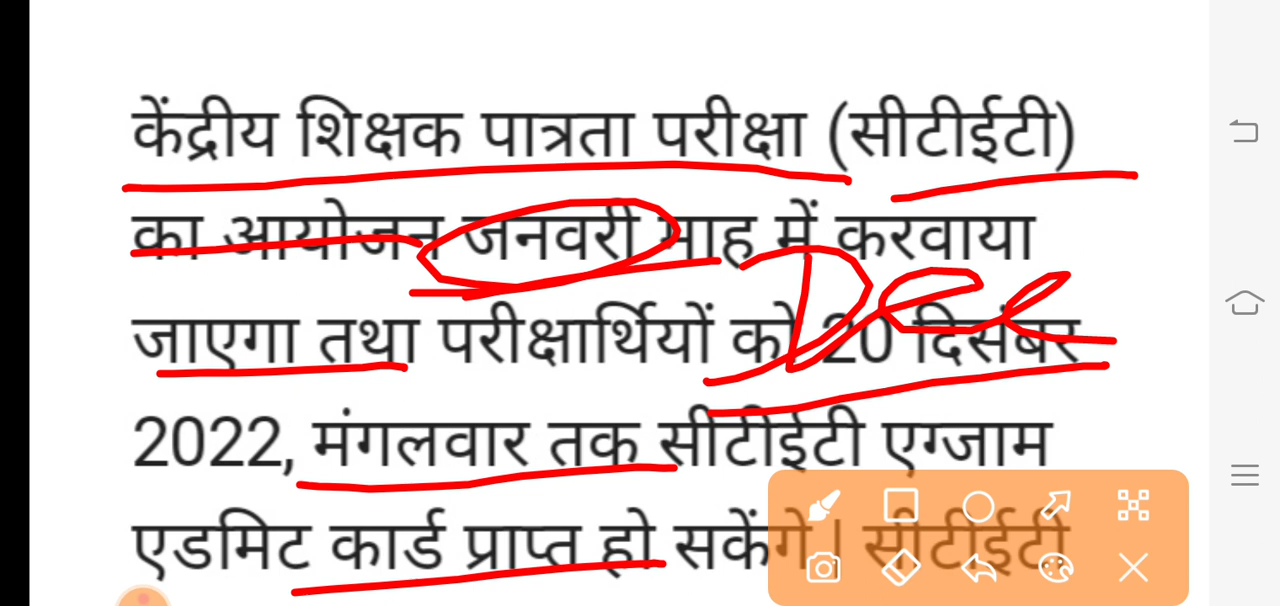 केंद्रीय शिक्षक पात्रता परीक्षा (सीटीईटी)
का आयोजन जनवरी माह में करवाया
जाएगा तथा परीक्षार्थियों को 20 दिसंबर
Dec
2022, मंगलवार तक सीटीईटी एग्जाम
एडमिट कार्ड प्राप्त हो सकेंगे | सीटीईटी